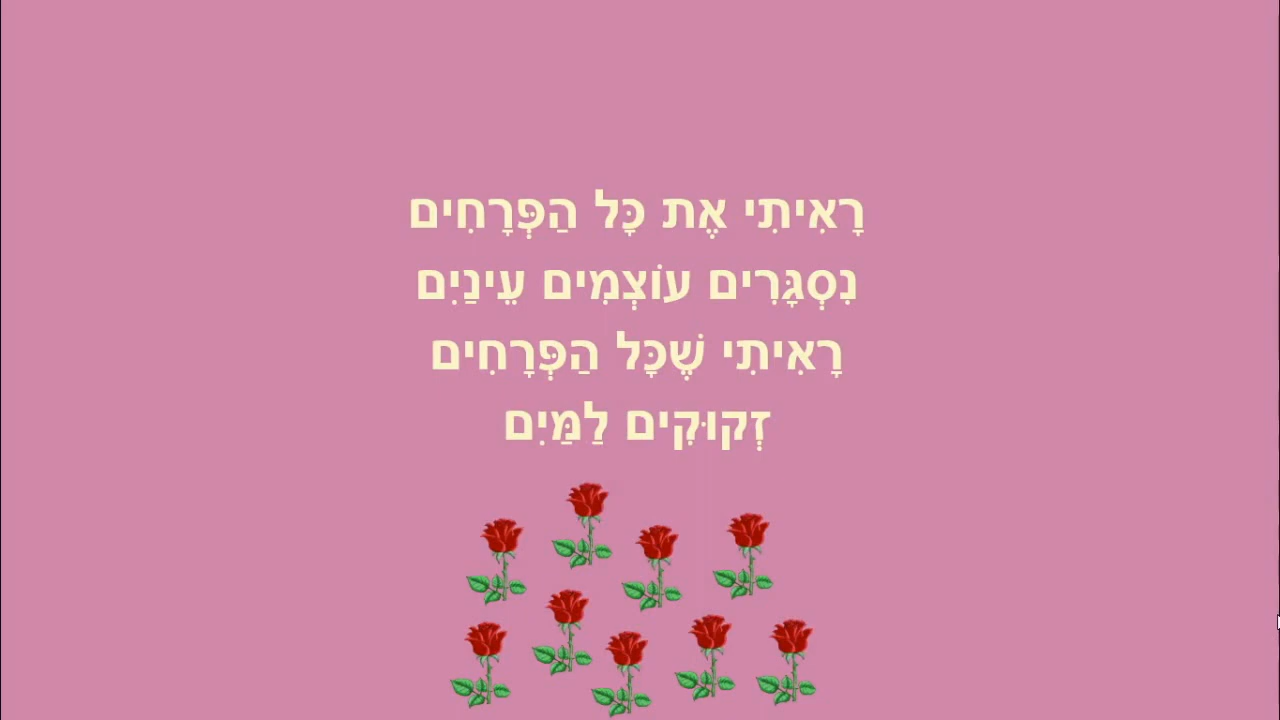 רָאִיתִי אֶת כָּל הַפְּרָחִים
נִסְגָּרִים עוֹצְמִים עֵינַיִם
רָאִיתִי שֶׁכָּל הַפְּרָחִים
זְקוּקִים לַמַּיִם